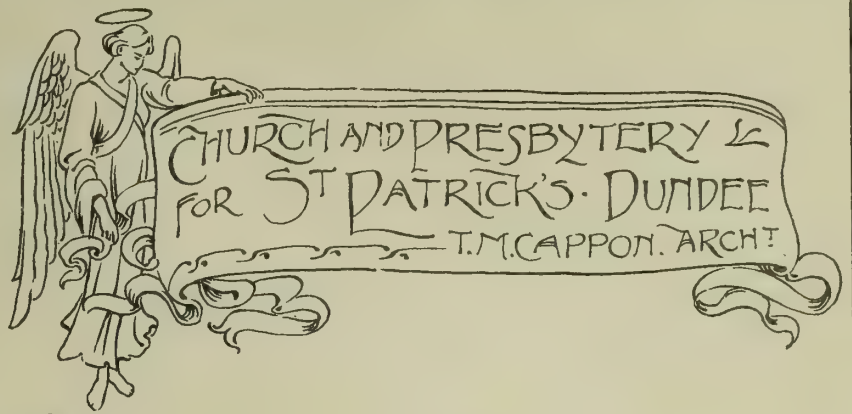 CHURCH AND PRESBYTERY &
FOR ST PATRICK'S · DUNDEE
T.M. CAPPON. ARCHT